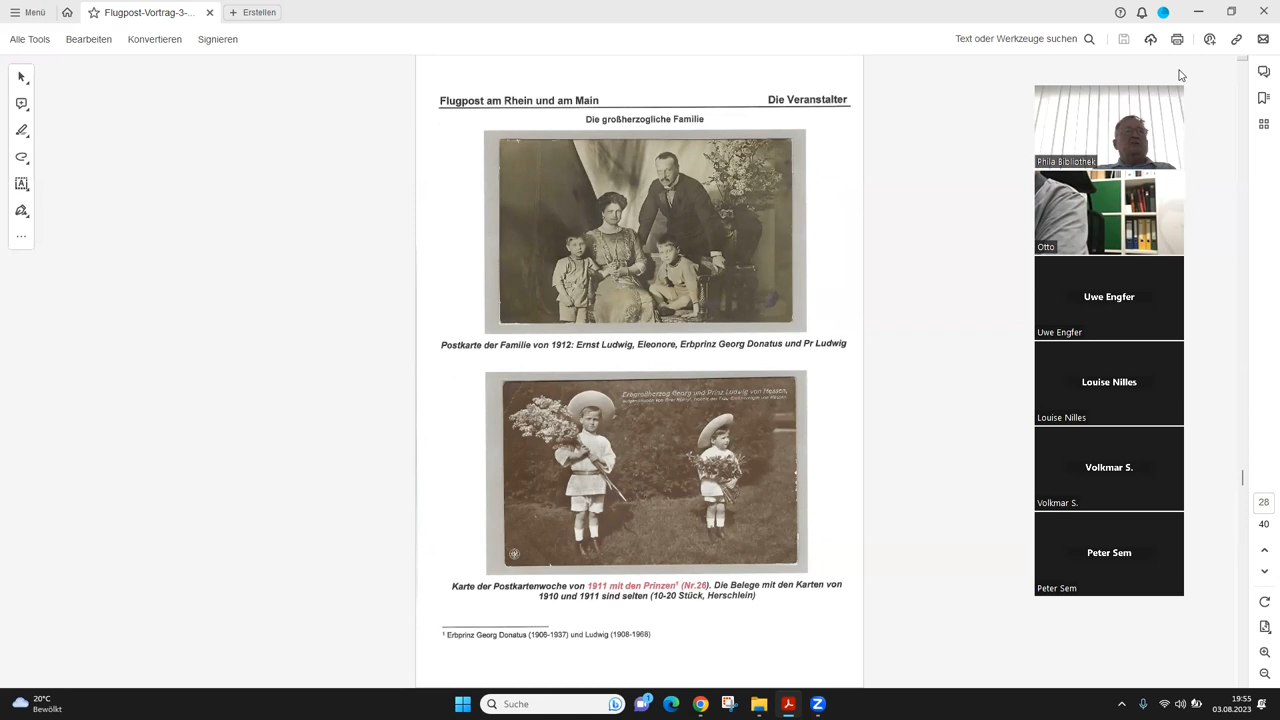 Menü
Flugpost-Vortrag-3-...
Erstellen
Alle Tools Bearbeiten Konvertieren Signieren
Text oder Werkzeuge suchen
Flugpost am Rhein und am Main Die Veranstalter
Die großherzogliche Familie
Postkarte der Familie von 1912: Ernst Ludwig, Eleonore, Erbprinz Georg Donatus und Pr Ludwig
Erbgroßherzog Georg und Prinz Ludwig von Hessen,
Karte der Postkartenwoche von 1911 mit den Prinzen¹ (Nr.26). Die Belege mit den Karten von
1910 und 1911 sind selten (10-20 Stück, Herschlein)
¹ Erbprinz Georg Donatus (1906-1937) und Ludwig (1908-1968)
Phila Bibliothek
Otto
Uwe Engfer
Uwe Engfer
Louise Nilles
Louise Nilles
Volkmar S.
Volkmar S.
Peter Sem
Peter Sem
28
40
20°C
Bewölkt
Suche
1
19:55
03.08.2023